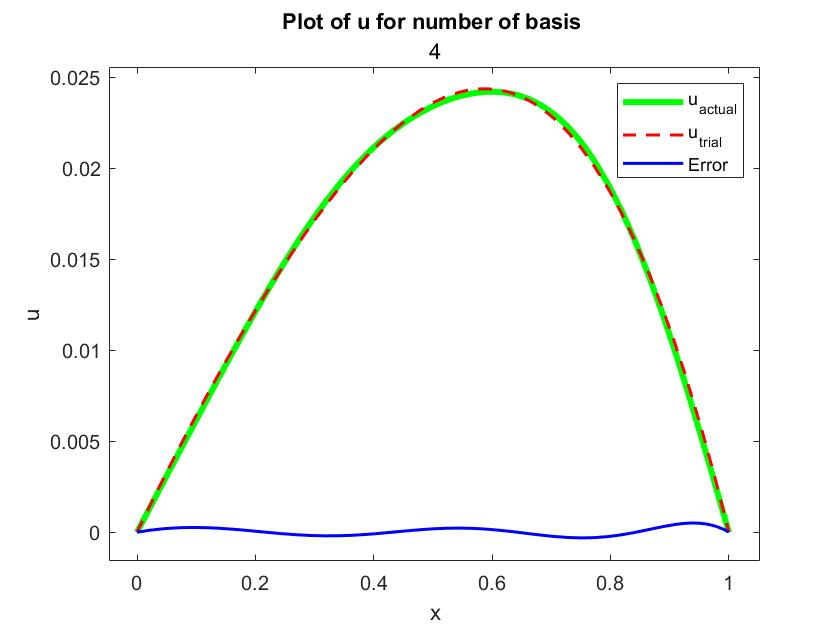 Plot of u for number of basis
4
0.025
0.02
0.015
0.01
0.005
0
u
u_actual
u_trial
Error
0
0.2
0.4
0.6
0.8
1
x